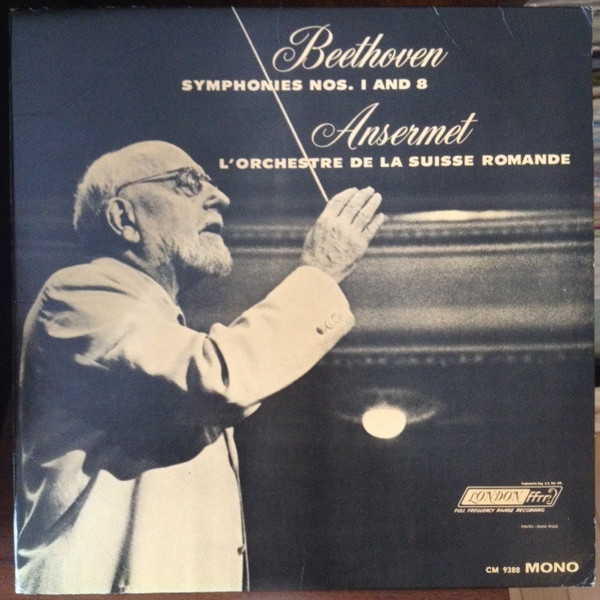 Beethoven
SYMPHONIES NOS. 1 AND 8
Ansermet
L'ORCHESTRE DE LA SUISSE ROMANDE
LONDON ffrr
FULL FREQUENCY RANGE RECORDING
CM 9388 MONO